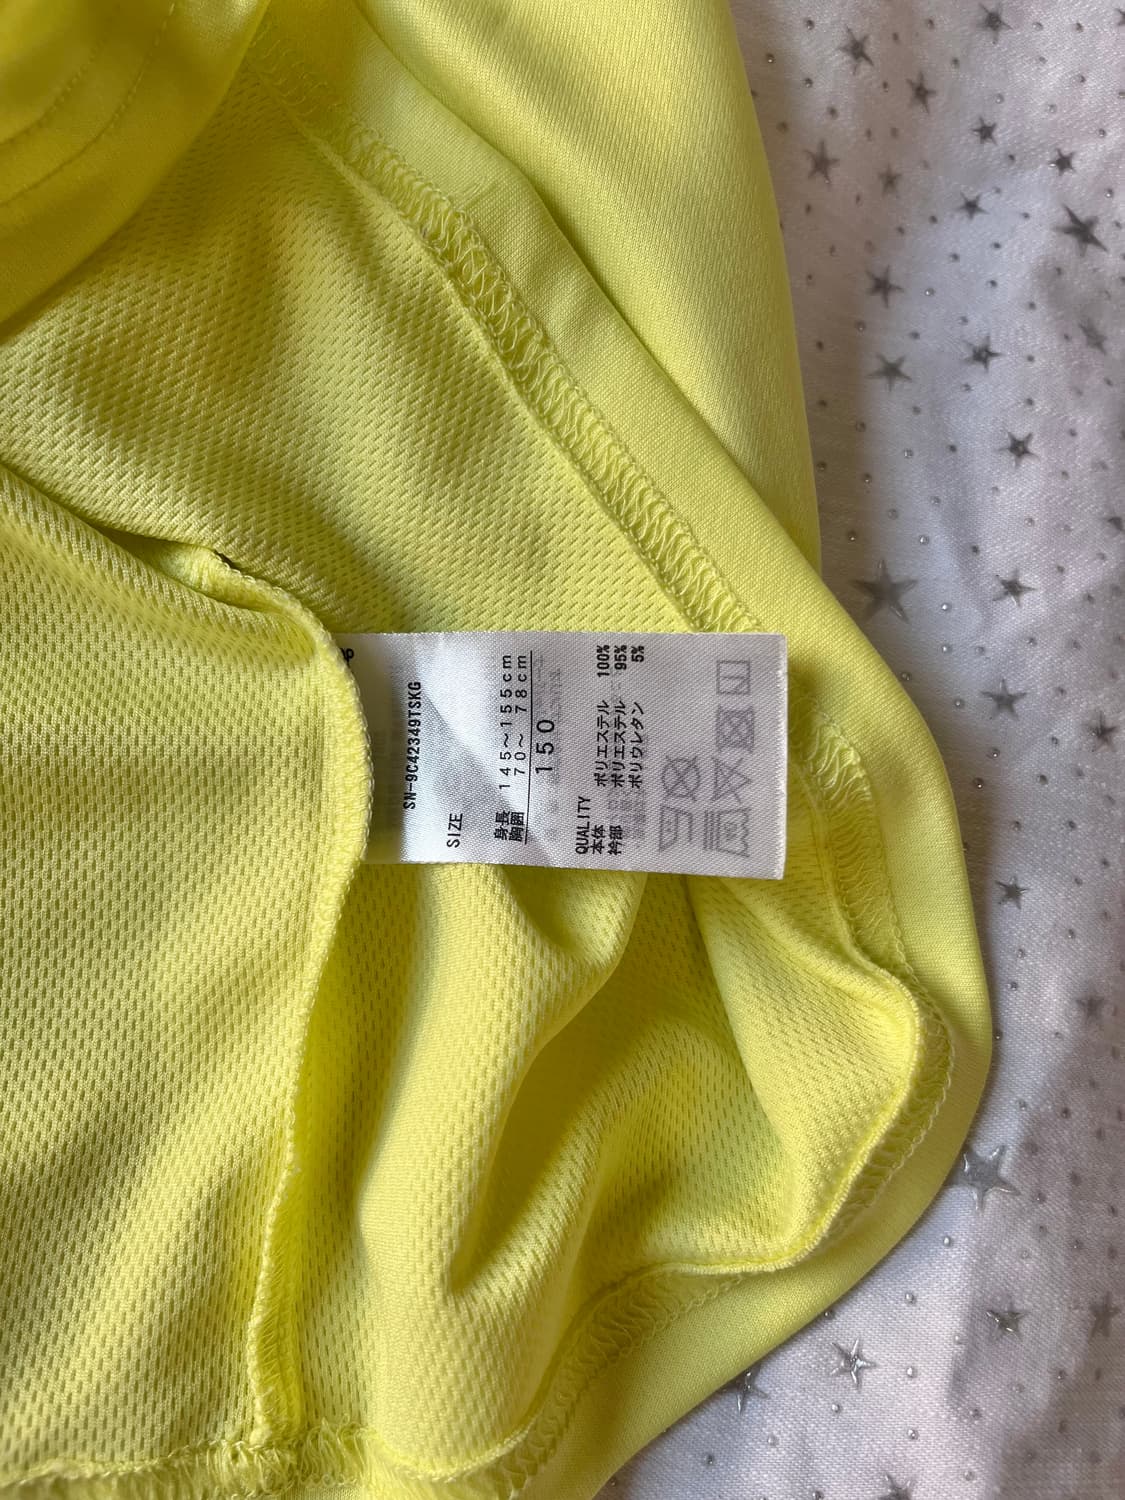 SN-9C42349TSKG
SIZE
身長 145～155cm
胸囲 70～ 78cm
150
QUALITY
本体 ポリエステル 100%
衿部 ポリエステル 95%
ポリウレタン 5%